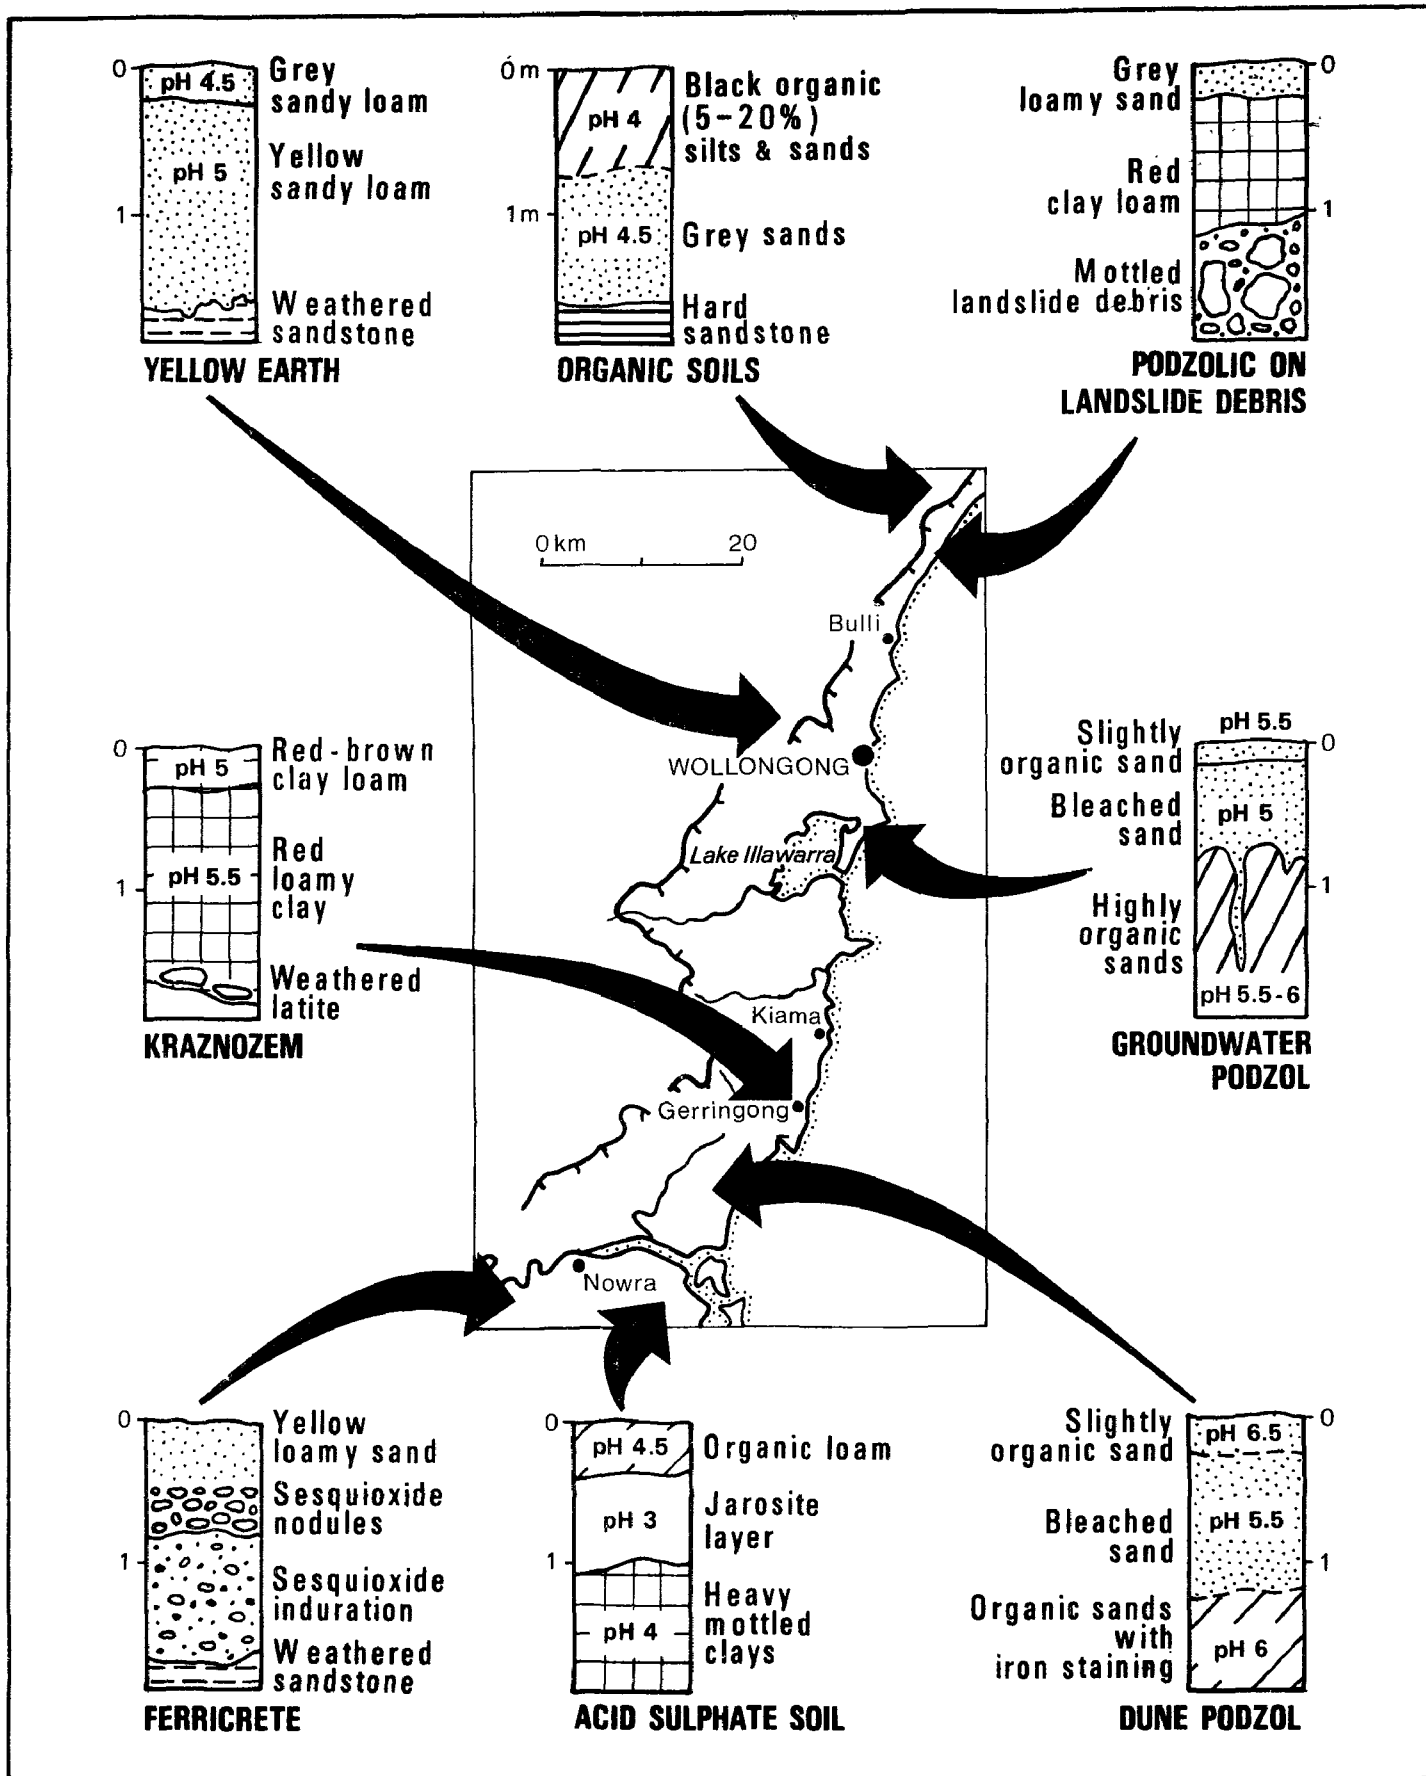 0
pH 4.5
Grey
sandy loam
pH 5
Yellow
sandy loam
1
Weathered
sandstone
YELLOW EARTH
0m
pH 4
Black organic
(5-20%)
silts & sands
1m
pH 4.5
Grey sands
Hard
sandstone
ORGANIC SOILS
Grey
loamy sand
0
Red
clay loam
1
Mottled
landslide debris
PODZOLIC ON
LANDSLIDE DEBRIS
0 km 20
Bulli
WOLLONGONG
Lake Illawarra
Kiama
Gerringong
Nowra
0
pH 5
Red-brown
clay loam
pH 5.5
Red
loamy
clay
1
Weathered
latite
KRAZNOZEM
pH 5.5
Slightly
organic sand
0
Bleached
sand
pH 5
1
Highly
organic
sands
pH 5.5-6
GROUNDWATER
PODZOL
0
Yellow
loamy sand
Sesquioxide
nodules
1
Sesquioxide
induration
Weathered
sandstone
FERRICRETE
0
pH 4.5
Organic loam
pH 3
Jarosite
layer
1
Heavy
mottled
clays
pH 4
ACID SULPHATE SOIL
Slightly
organic sand
pH 6.5
0
Bleached
sand
pH 5.5
1
Organic sands
with
iron staining
pH 6
DUNE PODZOL